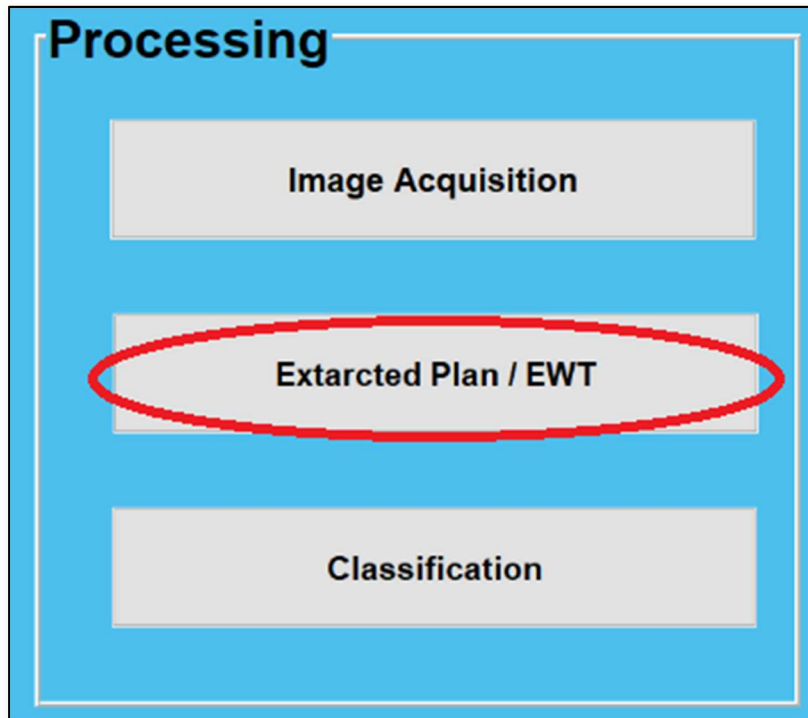 Processing
Image Acquisition
Extarcted Plan / EWT
Classification